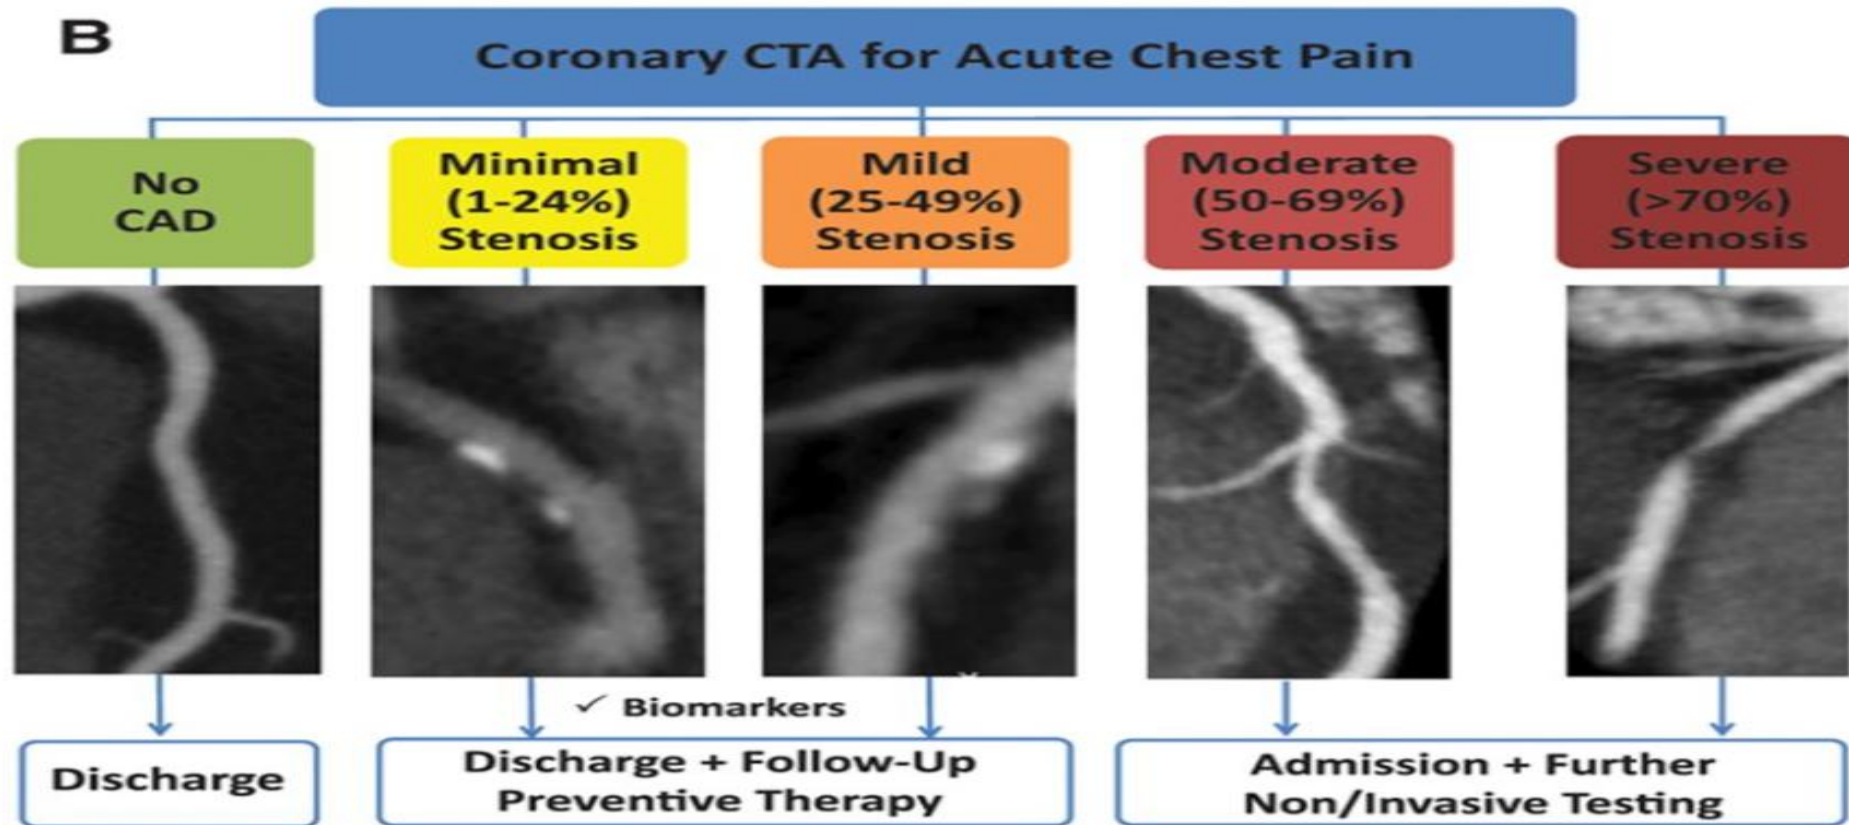 B
Coronary CTA for Acute Chest Pain
No
CAD
Minimal
(1-24%)
Stenosis
Mild
(25-49%)
Stenosis
Moderate
(50-69%)
Stenosis
Severe
(>70%)
Stenosis
✓ Biomarkers
Discharge
Discharge + Follow-Up
Preventive Therapy
Admission + Further
Non/Invasive Testing